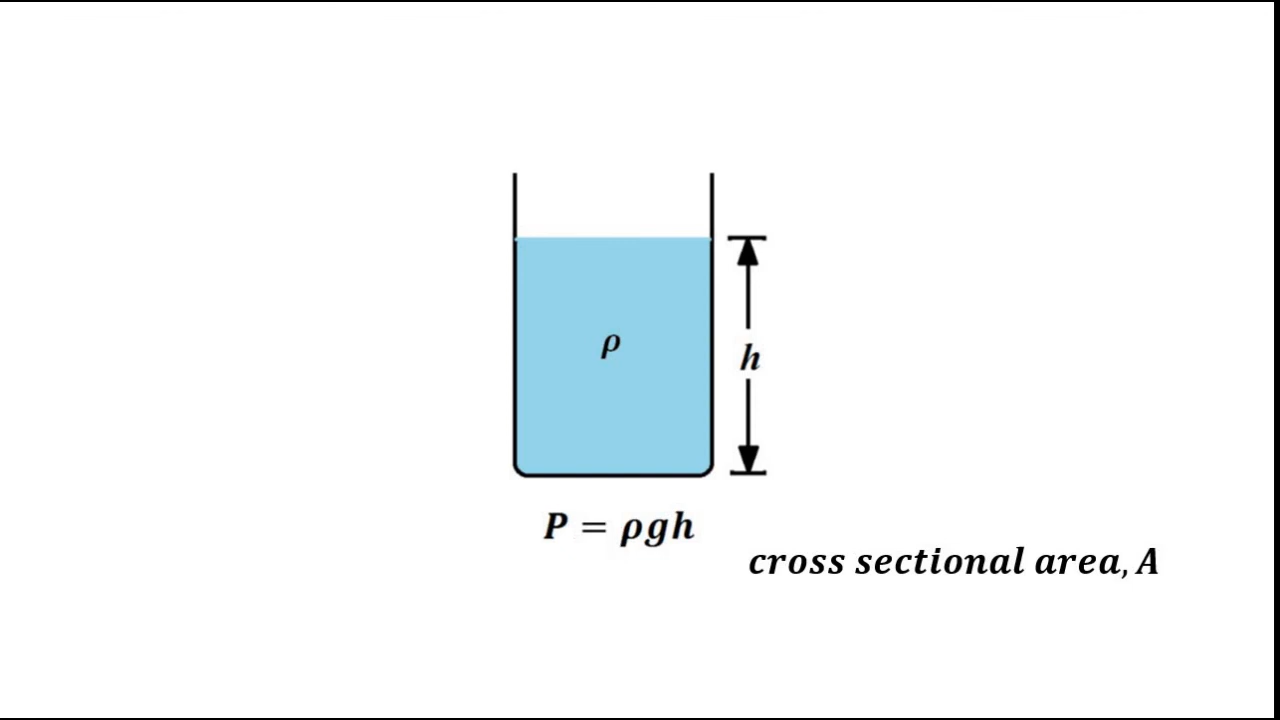 ρ
h
P = ρgh
cross sectional area, A